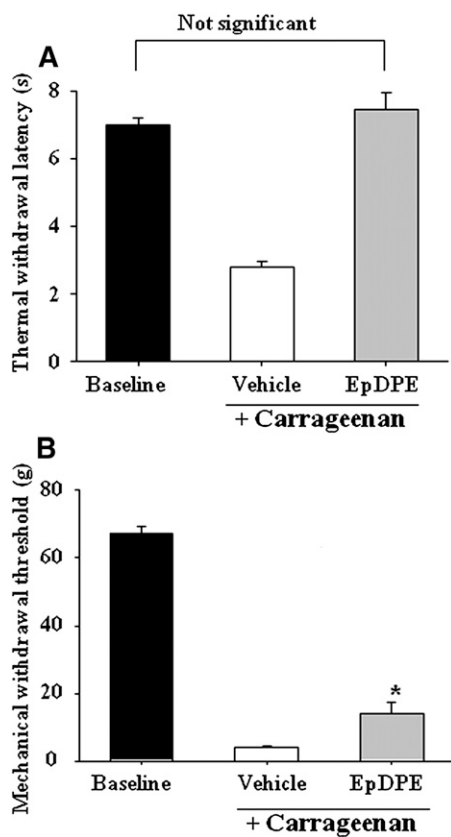 Not significant
A
Thermal withdrawal latency (s)
8
6
4
2
0
Baseline
Vehicle
EpDPE
+ Carrageenan
B
Mechanical withdrawal threshold (g)
80
60
40
20
0
*
Baseline
Vehicle
EpDPE
+ Carrageenan